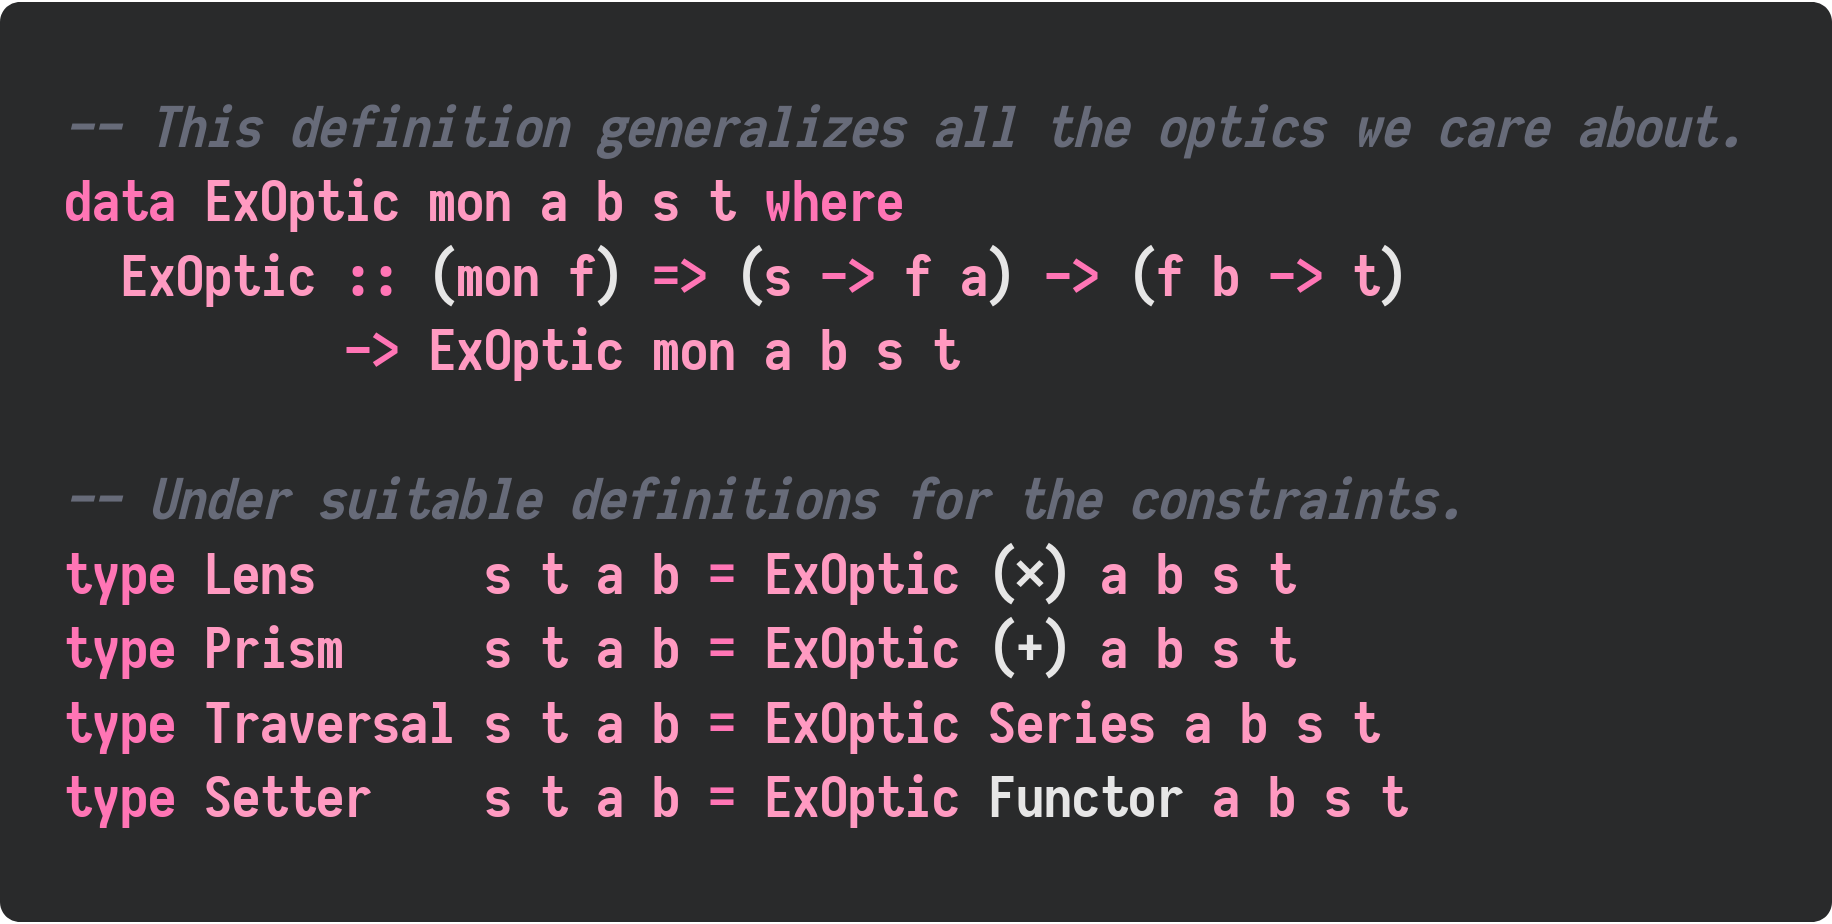 -- This definition generalizes all the optics we care about.
data ExOptic mon a b s t where
  ExOptic :: (mon f) => (s -> f a) -> (f b -> t)
          -> ExOptic mon a b s t

-- Under suitable definitions for the constraints.
type Lens      s t a b = ExOptic (×) a b s t
type Prism     s t a b = ExOptic (+) a b s t
type Traversal s t a b = ExOptic Series a b s t
type Setter    s t a b = ExOptic Functor a b s t